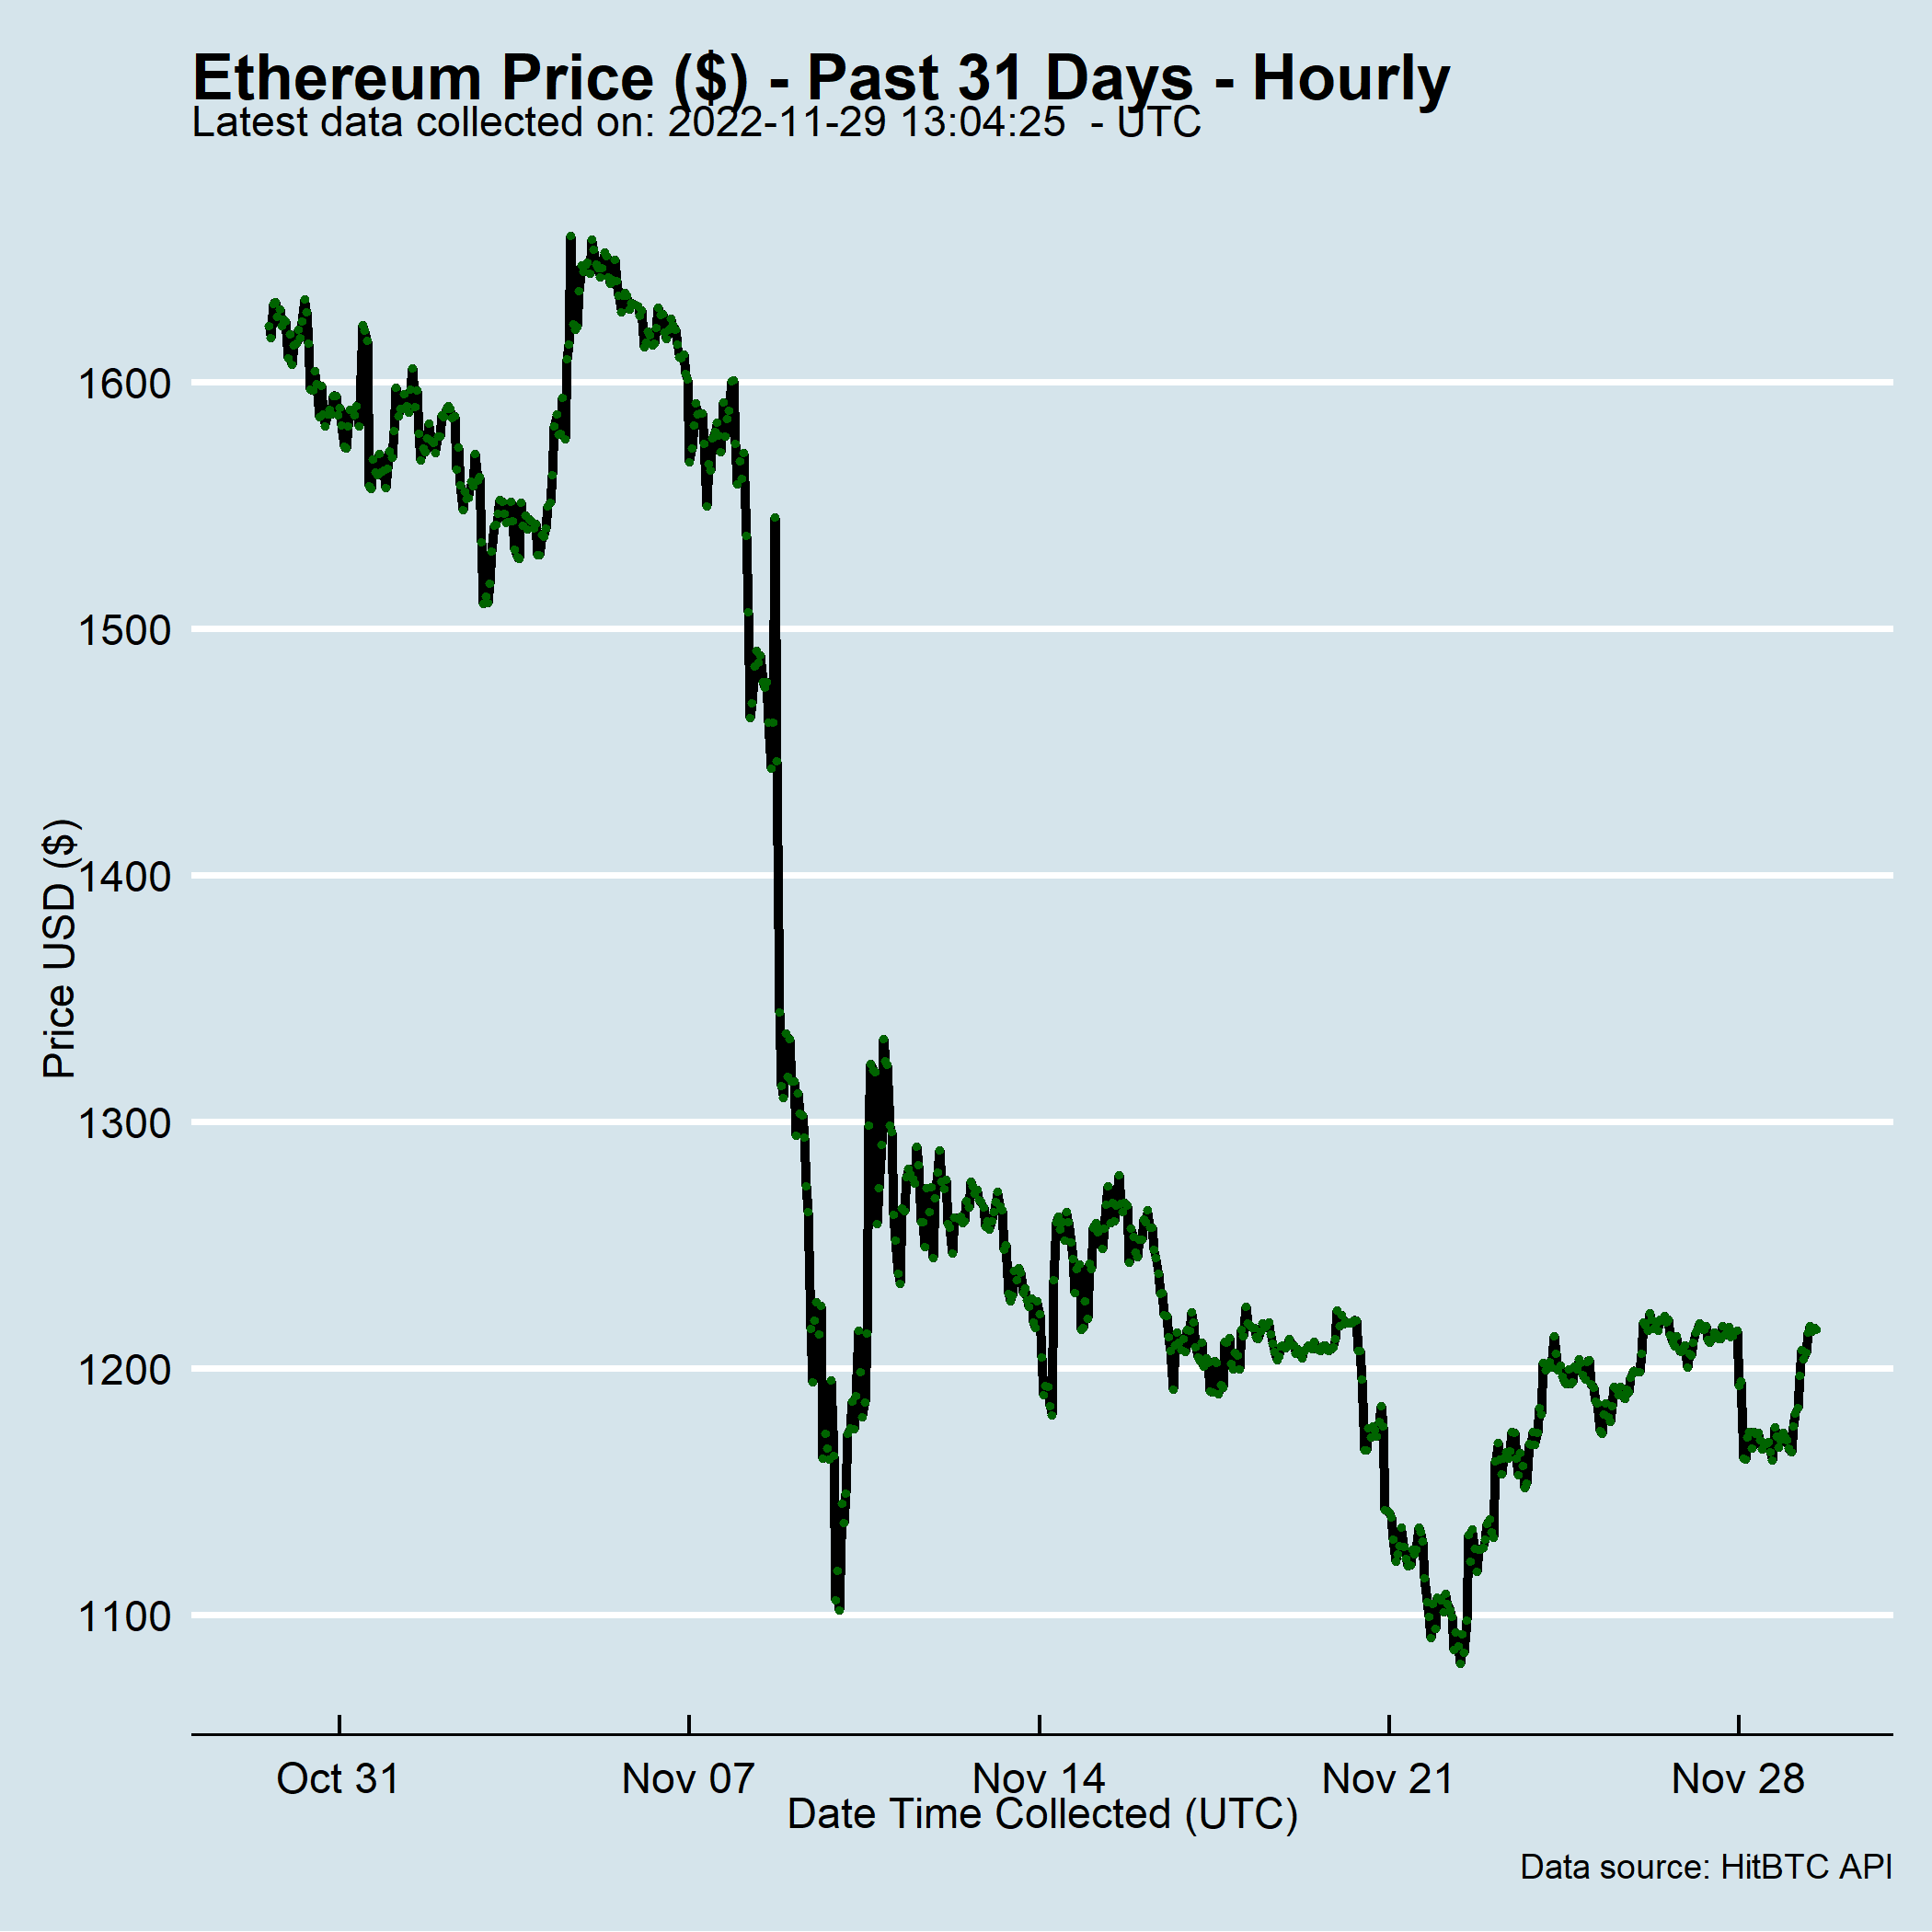 Ethereum Price ($) - Past 31 Days - Hourly
Latest data collected on: 2022-11-29 13:04:25  - UTC
Price USD ($)
1600
1500
1400
1300
1200
1100
Oct 31
Nov 07
Nov 14
Nov 21
Nov 28
Date Time Collected (UTC)
Data source: HitBTC API